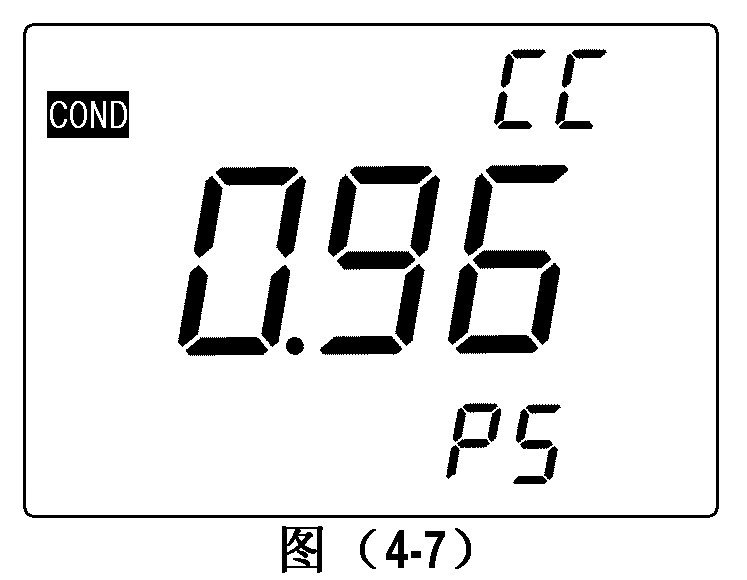 CC
COND
0.96
PS
图（4-7）